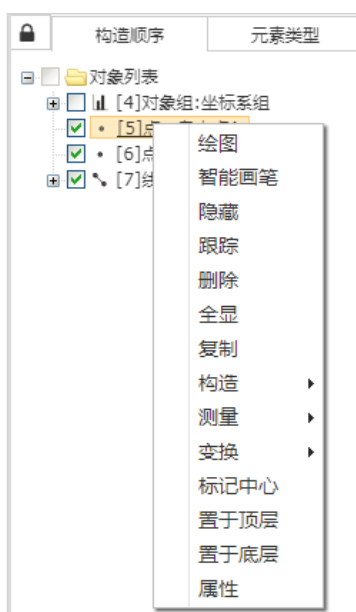 构造顺序 元素类型
对象列表
[4]对象组:坐标系组
[5]点
[6]点
[7]线
绘图
智能画笔
隐藏
跟踪
删除
全显
复制
构造
测量
变换
标记中心
置于顶层
置于底层
属性